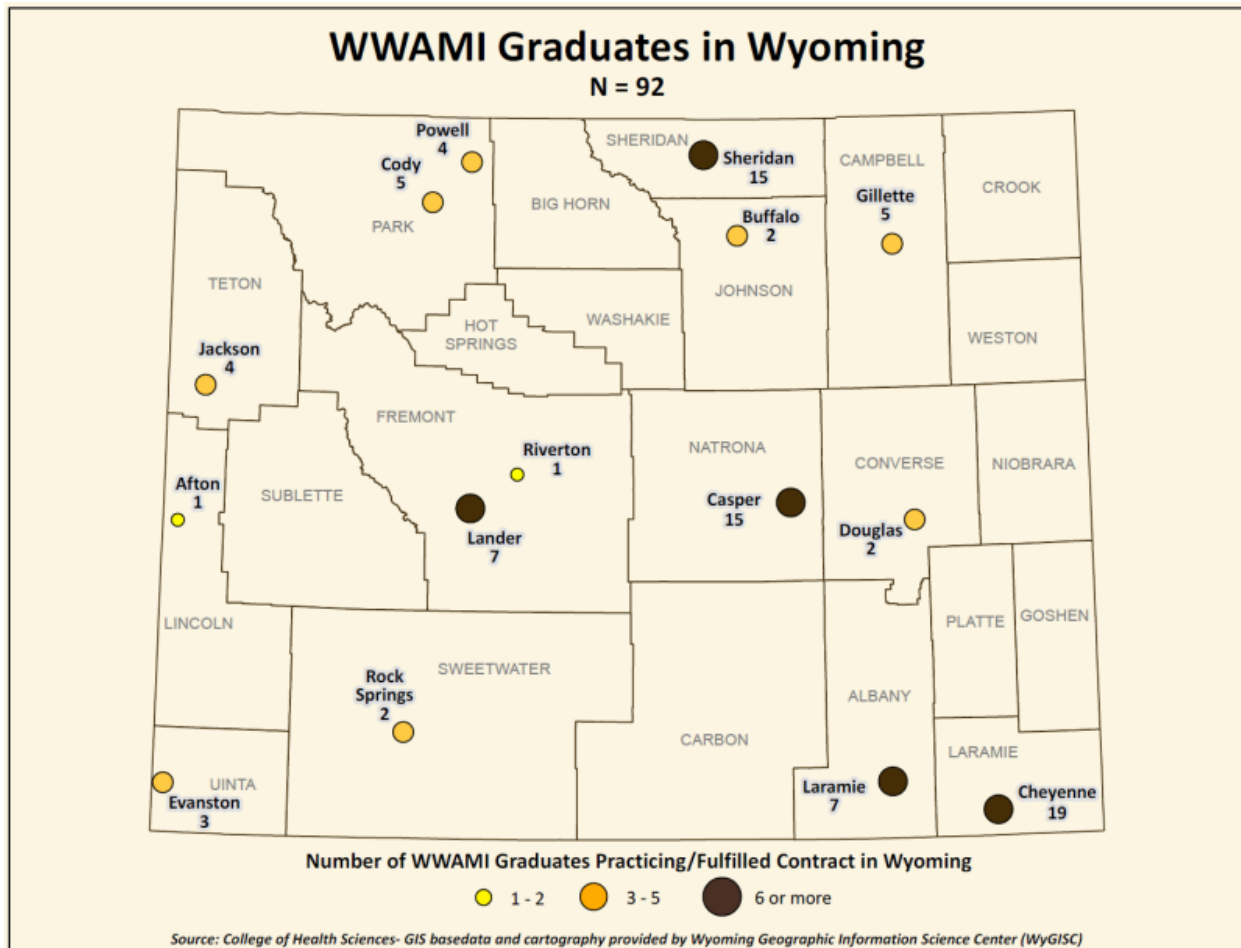 WWAMI Graduates in Wyoming
N = 92
Powell
4
Cody
5
PARK
BIG HORN
SHERIDAN
Sheridan
15
CAMPBELL
Gillette
5
CROOK
Buffalo
2
JOHNSON
TETON
HOT
SPRINGS
WASHAKIE
WESTON
Jackson
4
FREMONT
Riverton
1
NATRONA
CONVERSE
NIOBRARA
Afton
1
SUBLETTE
Lander
7
Casper
15
Douglas
2
LINCOLN
Rock
Springs
2
SWEETWATER
PLATTE
GOSHEN
ALBANY
CARBON
LARAMIE
UINTA
Evanston
3
Laramie
7
Cheyenne
19
Number of WWAMI Graduates Practicing/Fulfilled Contract in Wyoming
1 - 2
3 - 5
6 or more
Source: College of Health Sciences- GIS basedata and cartography provided by Wyoming Geographic Information Science Center (WyGISC)